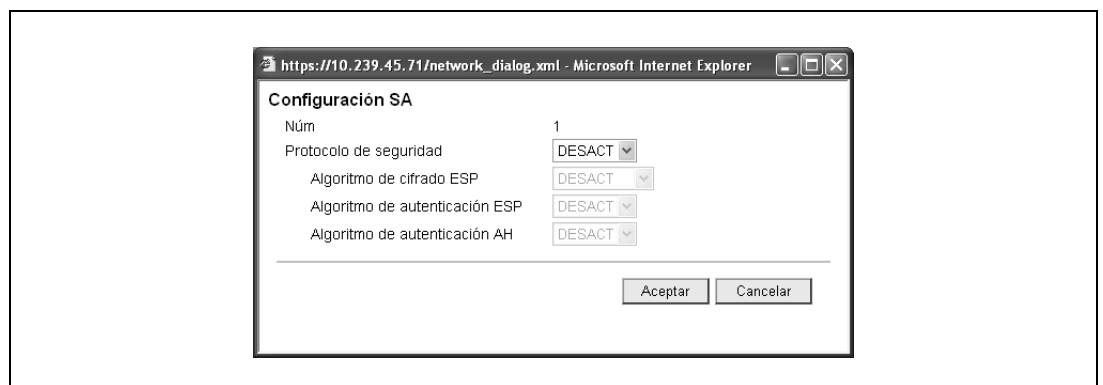 https://10.239.45.71/network_dialog.xml - Microsoft Internet Explorer
Configuración SA
Núm 1
Protocolo de seguridad DESACT
Algoritmo de cifrado ESP DESACT
Algoritmo de autenticación ESP DESACT
Algoritmo de autenticación AH DESACT
Aceptar Cancelar